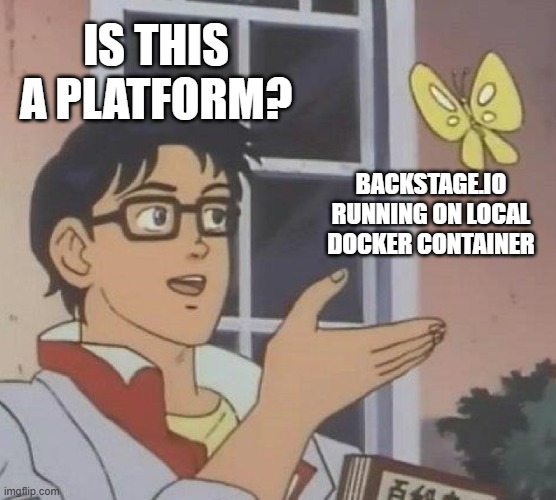 IS THIS
A PLATFORM?
BACKSTAGE.IO
RUNNING ON LOCAL
DOCKER CONTAINER
imgflip.com